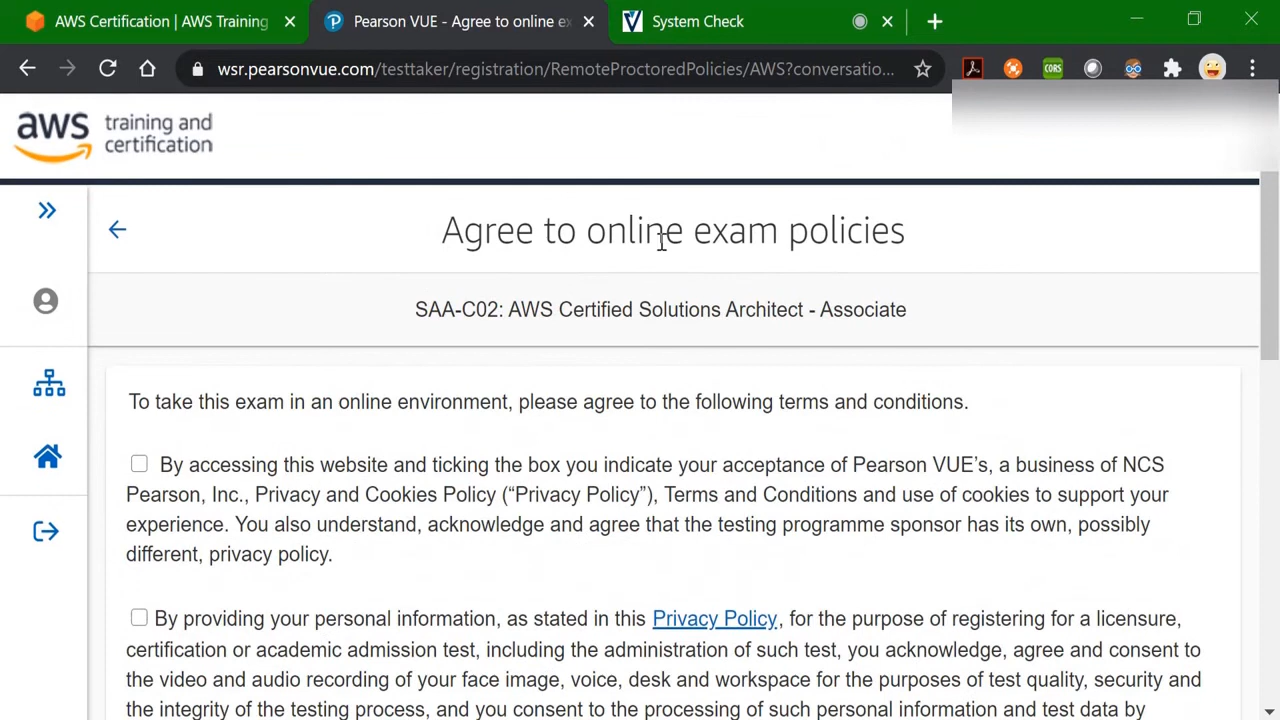 AWS Certification | AWS Training
Pearson VUE - Agree to online ex
System Check
wsr.pearsonvue.com/testtaker/registration/RemoteProctoredPolicies/AWS?conversatio...
CORS
aws training and certification
Agree to online exam policies
SAA-C02: AWS Certified Solutions Architect - Associate
To take this exam in an online environment, please agree to the following terms and conditions.
By accessing this website and ticking the box you indicate your acceptance of Pearson VUE’s, a business of NCS
Pearson, Inc., Privacy and Cookies Policy (“Privacy Policy”), Terms and Conditions and use of cookies to support your
experience. You also understand, acknowledge and agree that the testing programme sponsor has its own, possibly
different, privacy policy.
By providing your personal information, as stated in this Privacy Policy, for the purpose of registering for a licensure,
certification or academic admission test, including the administration of such test, you acknowledge, agree and consent to
the video and audio recording of your face image, voice, desk and workspace for the purposes of test quality, security and
the integrity of the testing process, and you consent to the processing of such personal information and test data by